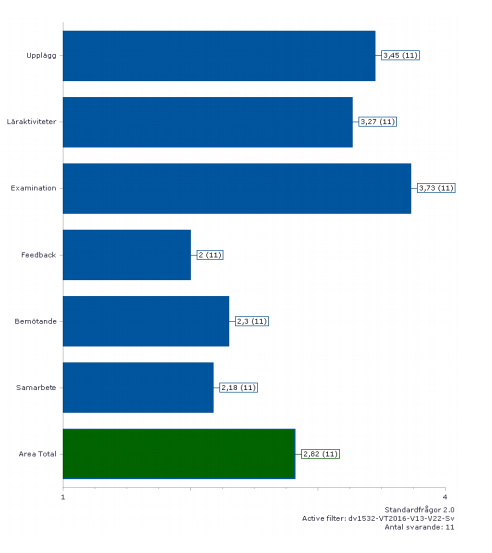 Upplägg 3,45 (11)
Läraktiviteter 3,27 (11)
Examination 3,73 (11)
Feedback 2 (11)
Bemötande 2,3 (11)
Samarbete 2,18 (11)
Area Total 2,82 (11)
1 4
Standardfrågor 2.0
Active filter: dv1532-VT2016-V13-V22-Sv
Antal svarande: 11